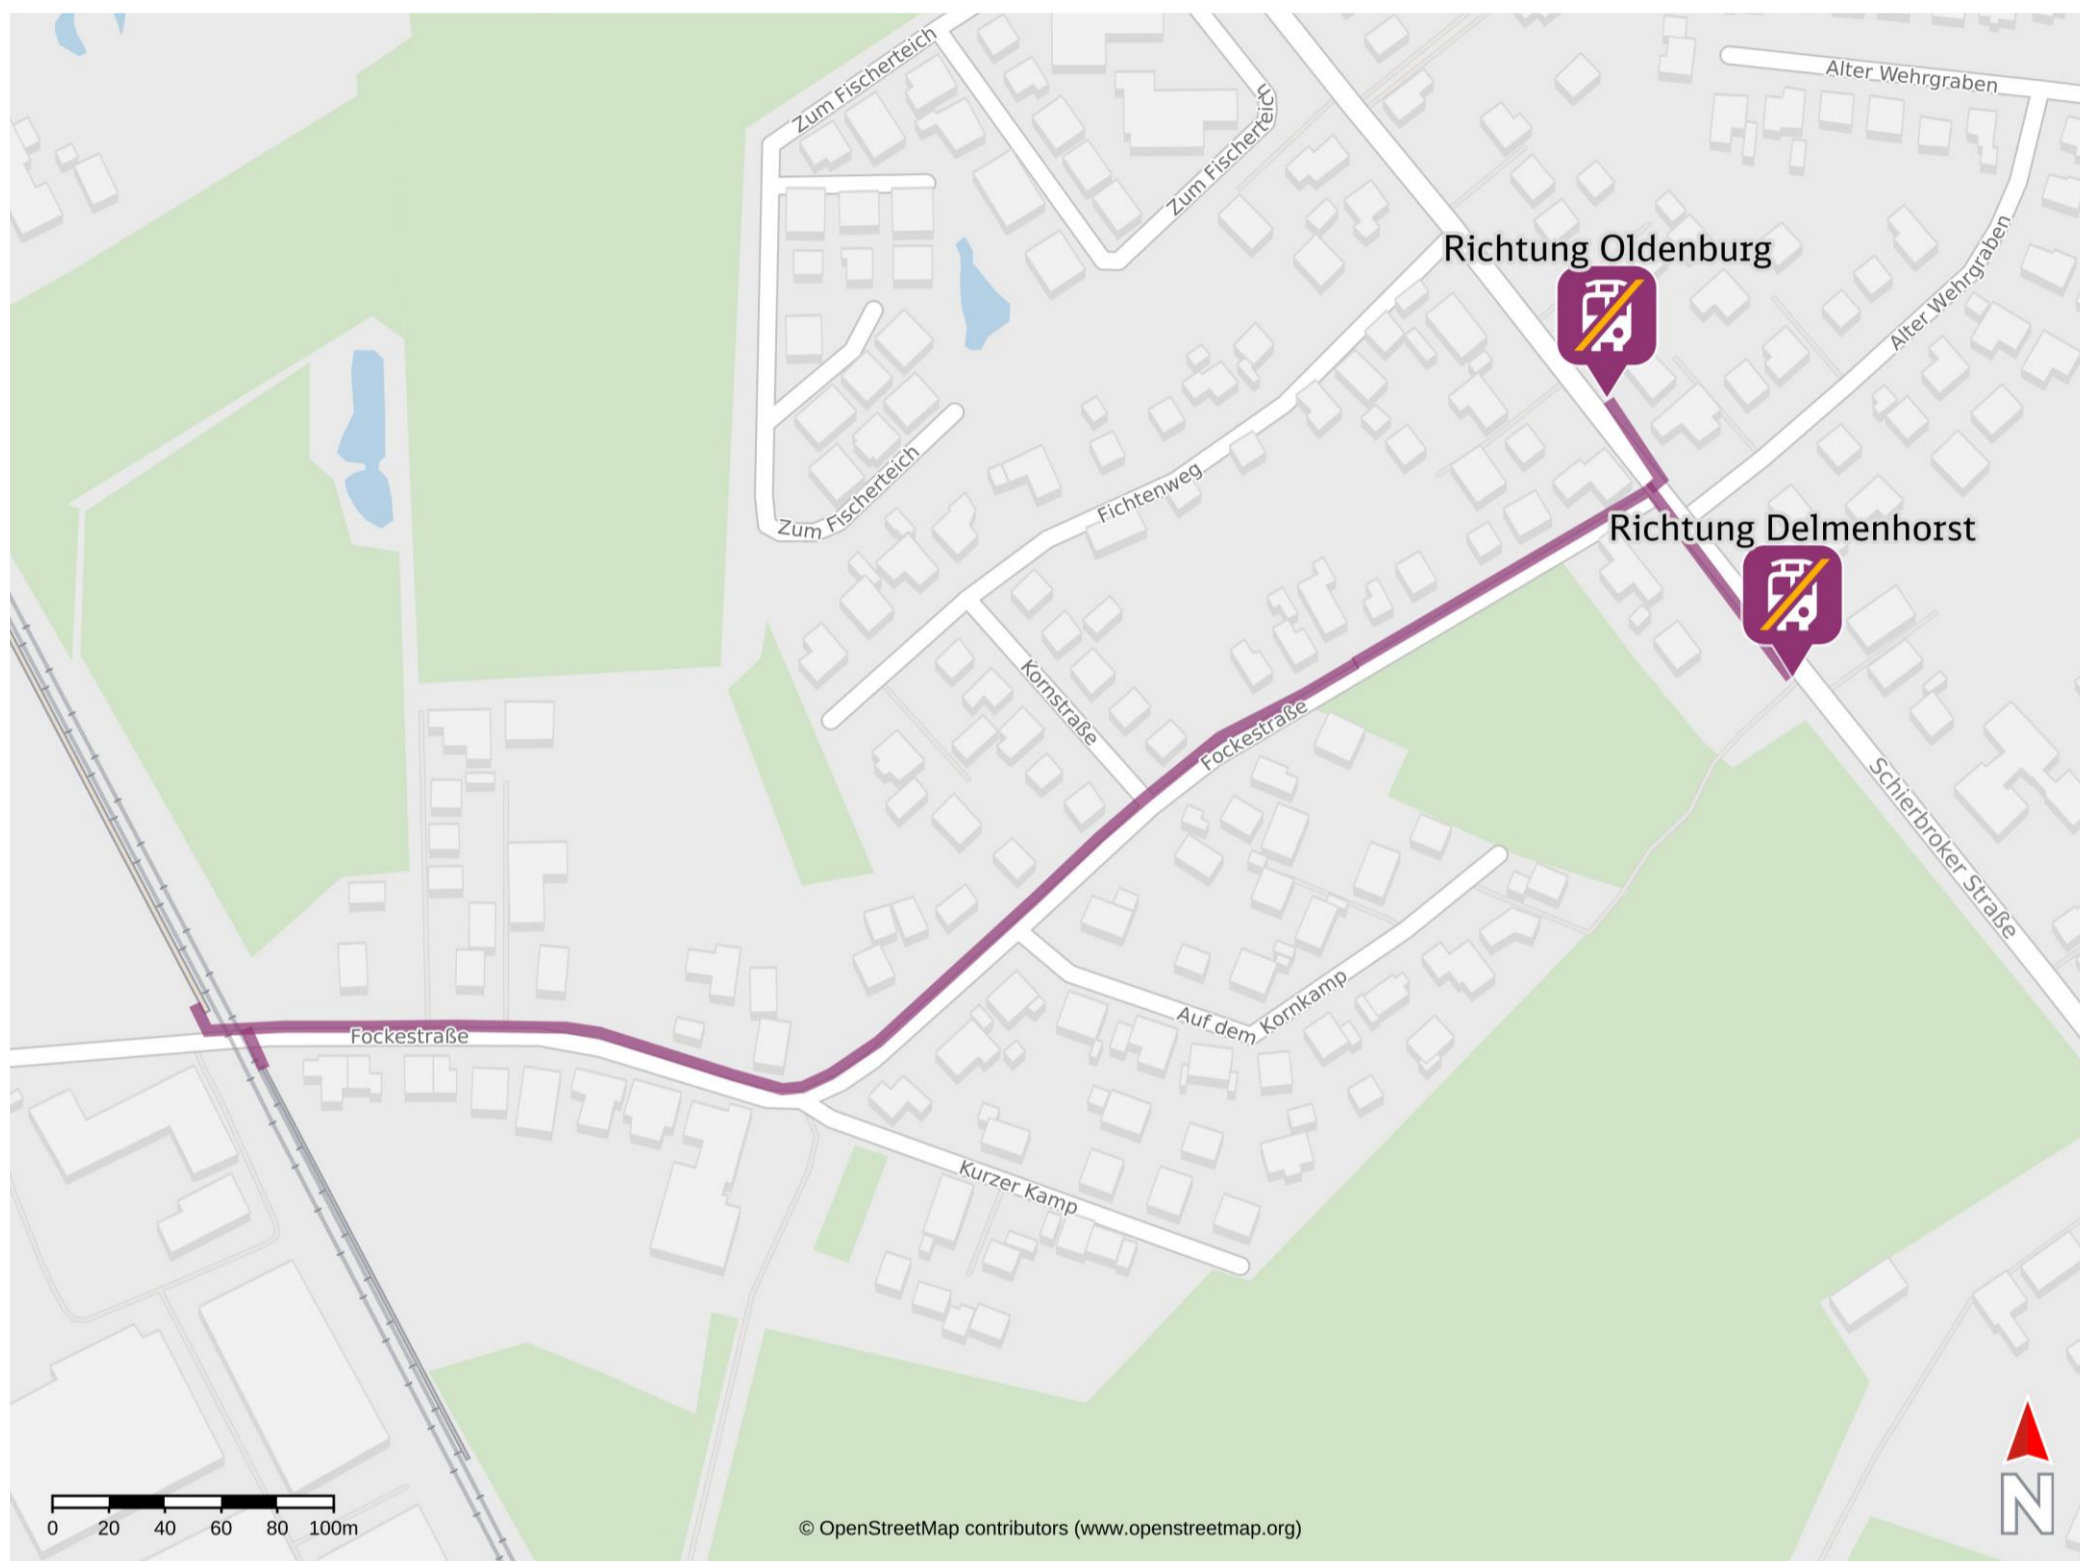 Zum Fischerteich
Zum Fischerteich
Alter Wehrgraben
Richtung Oldenburg
Alter Wehrgraben
Zum Fischerteich
Fichtenweg
Richtung Delmenhorst
Kornstraße
Fockestraße
Schierbroker Straße
Fockestraße
Auf dem Kornkamp
Kurzer Kamp
0 20 40 60 80 100m
© OpenStreetMap contributors (www.openstreetmap.org)
N